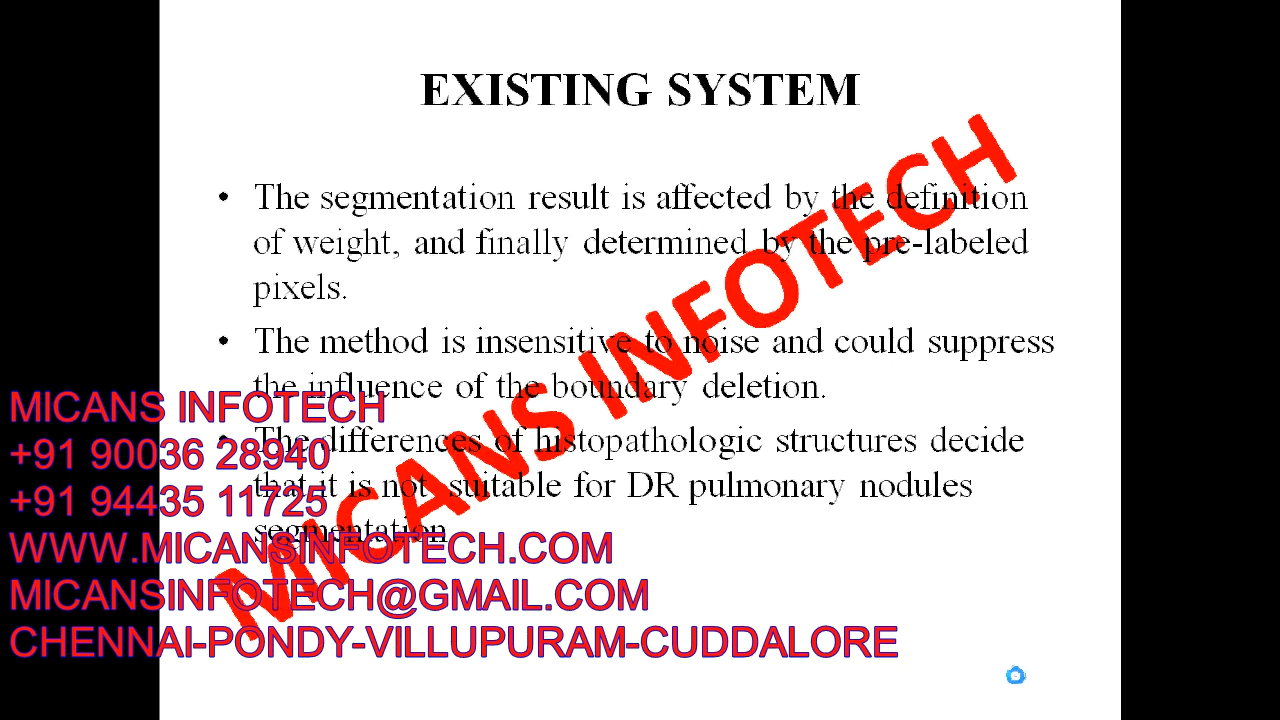 EXISTING SYSTEM
• The segmentation result is affected by the definition
of weight, and finally determined by the pre-labeled
pixels.
• The method is insensitive to noise and could suppress
the influence of the boundary deletion.
• The differences of histopathologic structures decide
that it is not suitable for DR pulmonary nodules
segmentation
MICANS INFOTECH
MICANS INFOTECH
+91 90036 28940
+91 94435 11725
WWW.MICANSINFOTECH.COM
MICANSINFOTECH@GMAIL.COM
CHENNAI-PONDY-VILLUPURAM-CUDDALORE